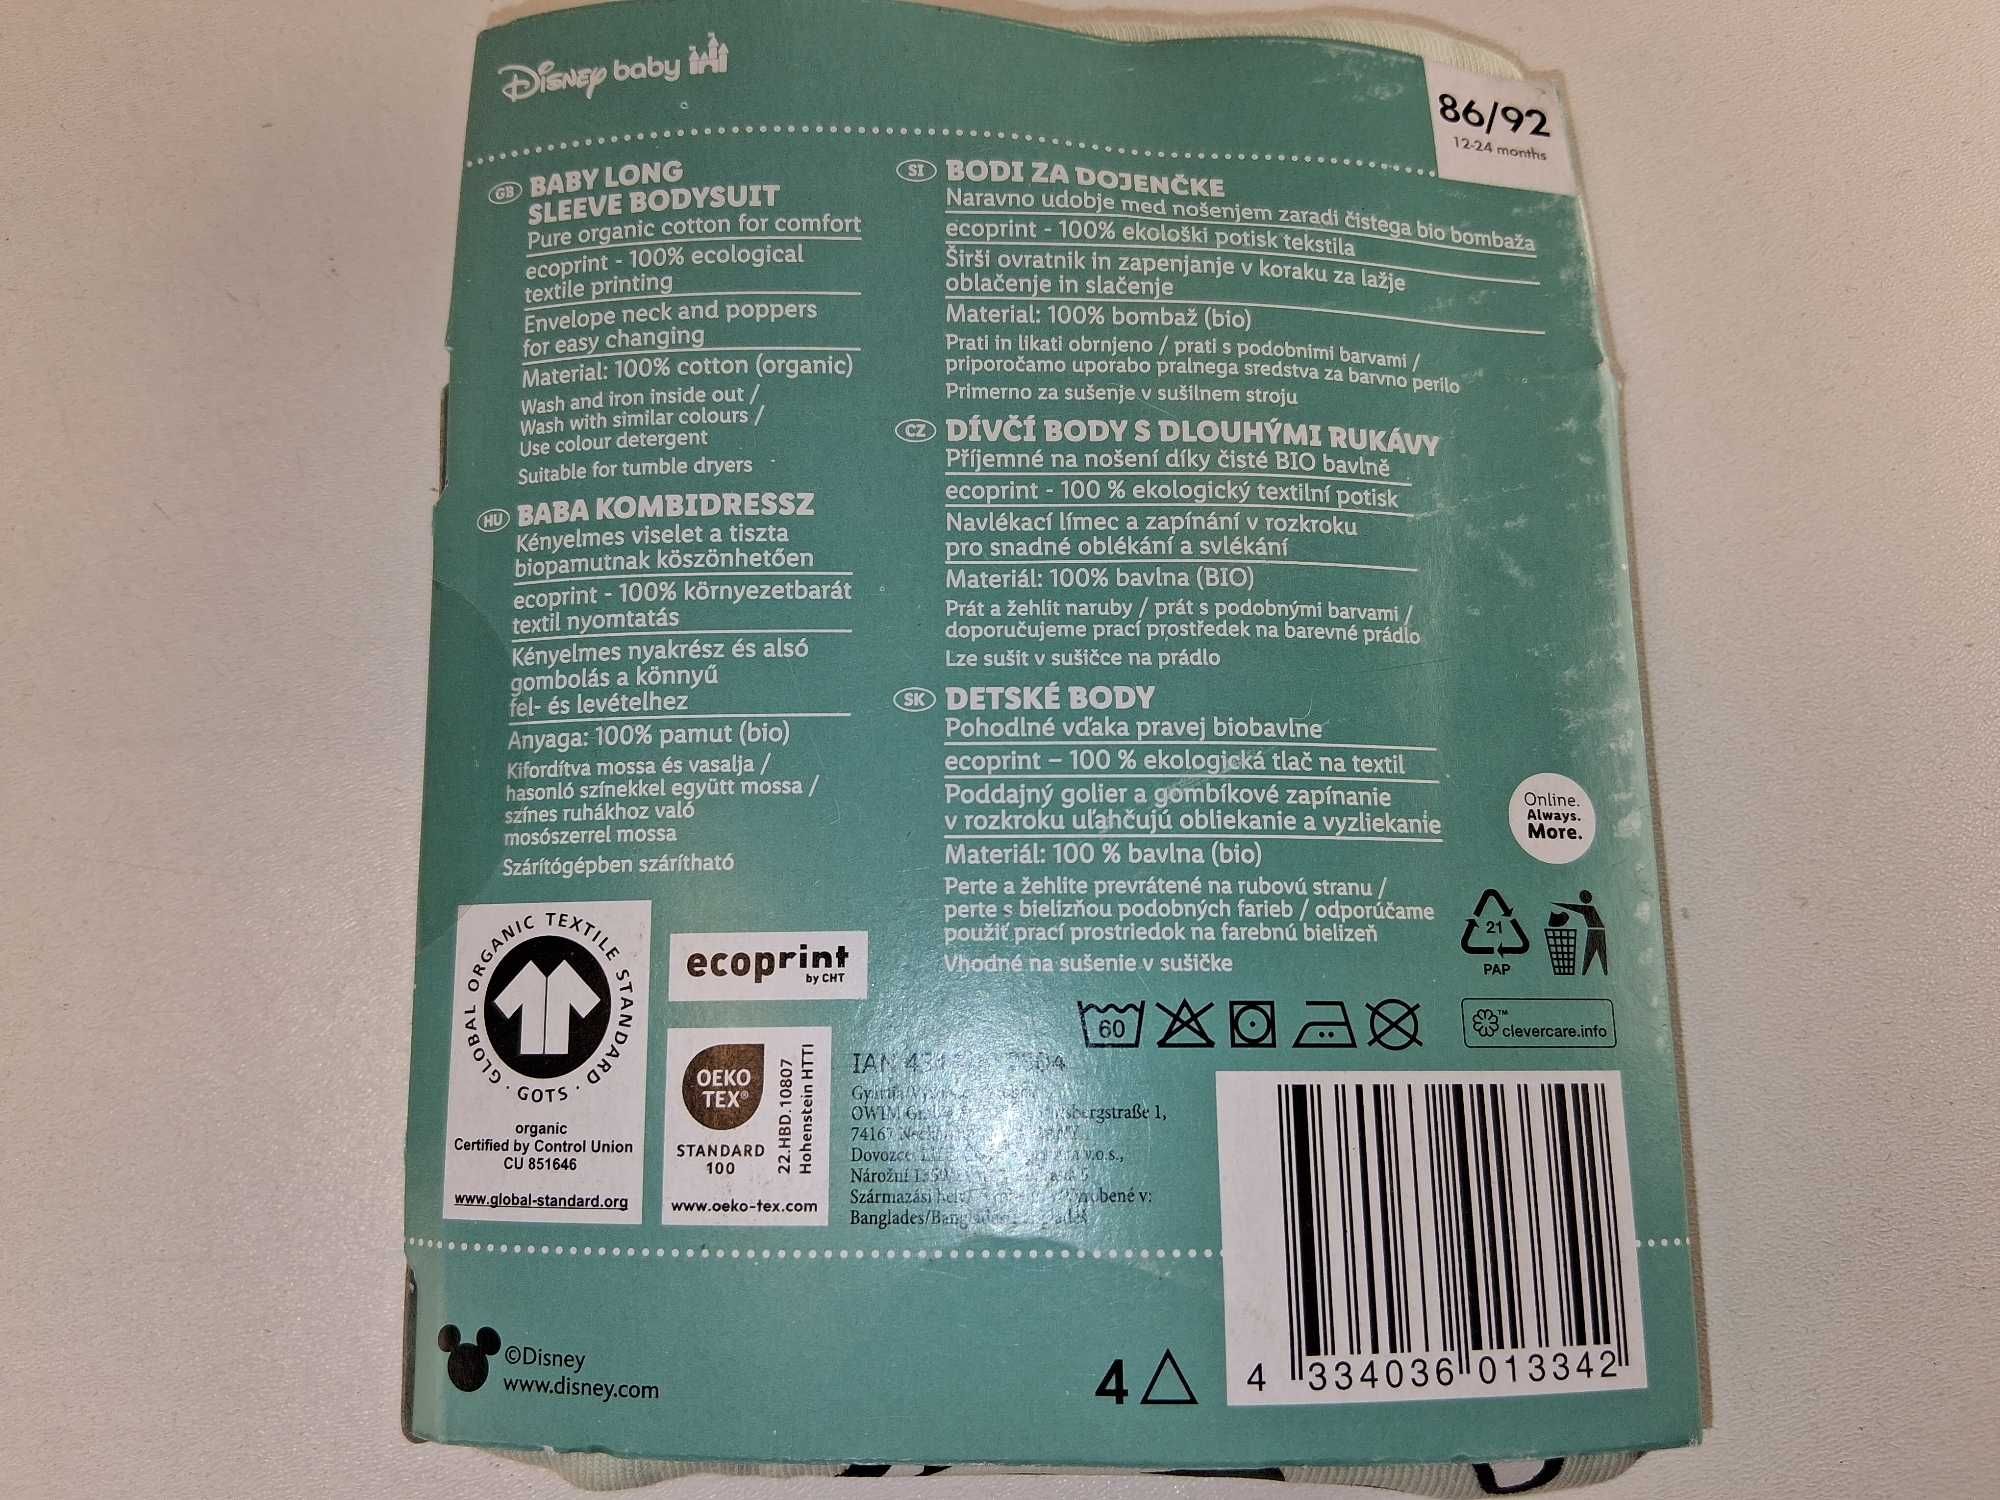 Disney baby
86/92
12-24 months
GB BABY LONG
SLEEVE BODYSUIT
Pure organic cotton for comfort
ecoprint - 100% ecological
textile printing
Envelope neck and poppers
for easy changing
Material: 100% cotton (organic)
Wash and iron inside out /
Wash with similar colours /
Use colour detergent
Suitable for tumble dryers
HU BABA KOMBIDRESSZ
Kényelmes viselet a tiszta
biopamutnak köszönhetően
ecoprint - 100% környezetbarát
textil nyomtatás
Kényelmes nyakrész és alsó
gombolás a könnyű
fel- és levételhez
Anyaga: 100% pamut (bio)
Kifordítva mossa és vasalja /
hasonló színekkel együtt mossa /
színes ruhákhoz való
mosószerrel mossa
Szárítógépben szárítható
SI BODI ZA DOJENČKE
Naravno udobje med nošenjem zaradi čistega bio bombaža
ecoprint - 100% ekološki potisk tekstila
Širši ovratnik in zapenjanje v koraku za lažje
oblačenje in slačenje
Material: 100% bombaž (bio)
Prati in likati obrnjeno / prati s podobnimi barvami /
priporočamo uporabo pralnega sredstva za barvno perilo
Primerno za sušenje v sušilnem stroju
CZ DÍVČÍ BODY S DLOUHÝMI RUKÁVY
Příjemné na nošení díky čisté BIO bavlně
ecoprint - 100 % ekologický textilní potisk
Navlékací límec a zapínání v rozkroku
pro snadné oblékání a svlékání
Materiál: 100% bavlna (BIO)
Prát a žehlit naruby / prát s podobnými barvami /
doporučujeme prací prostředek na barevné prádlo
Lze sušit v sušičce na prádlo
SK DETSKÉ BODY
Pohodlné vďaka pravej biobavlne
ecoprint – 100 % ekologická tlač na textil
Poddajný golier a gombíkové zapínanie
v rozkroku uľahčujú obliekanie a vyzliekanie
Materiál: 100 % bavlna (bio)
Perte a žehlite prevrátené na rubovú stranu /
perte s bielizňou podobných farieb / odporúčame
použiť prací prostriedok na farebnú bielizeň
Vhodné na sušenie v sušičke
Online.
Always.
More.
21
PAP
60
clevercare.info
GLOBAL ORGANIC TEXTILE STANDARD · GOTS ·
organic
Certified by Control Union
CU 851646
www.global-standard.org
ecoprint
by CHT
OEKO
TEX®
STANDARD
100
22.HBD.10807
Hohenstein HTTI
www.oeko-tex.com
IAN
OWIM
74167
Dovozce v.o.s.,
Nárožní
Származási
Banglades/
©Disney
www.disney.com
4
4 334036 013342